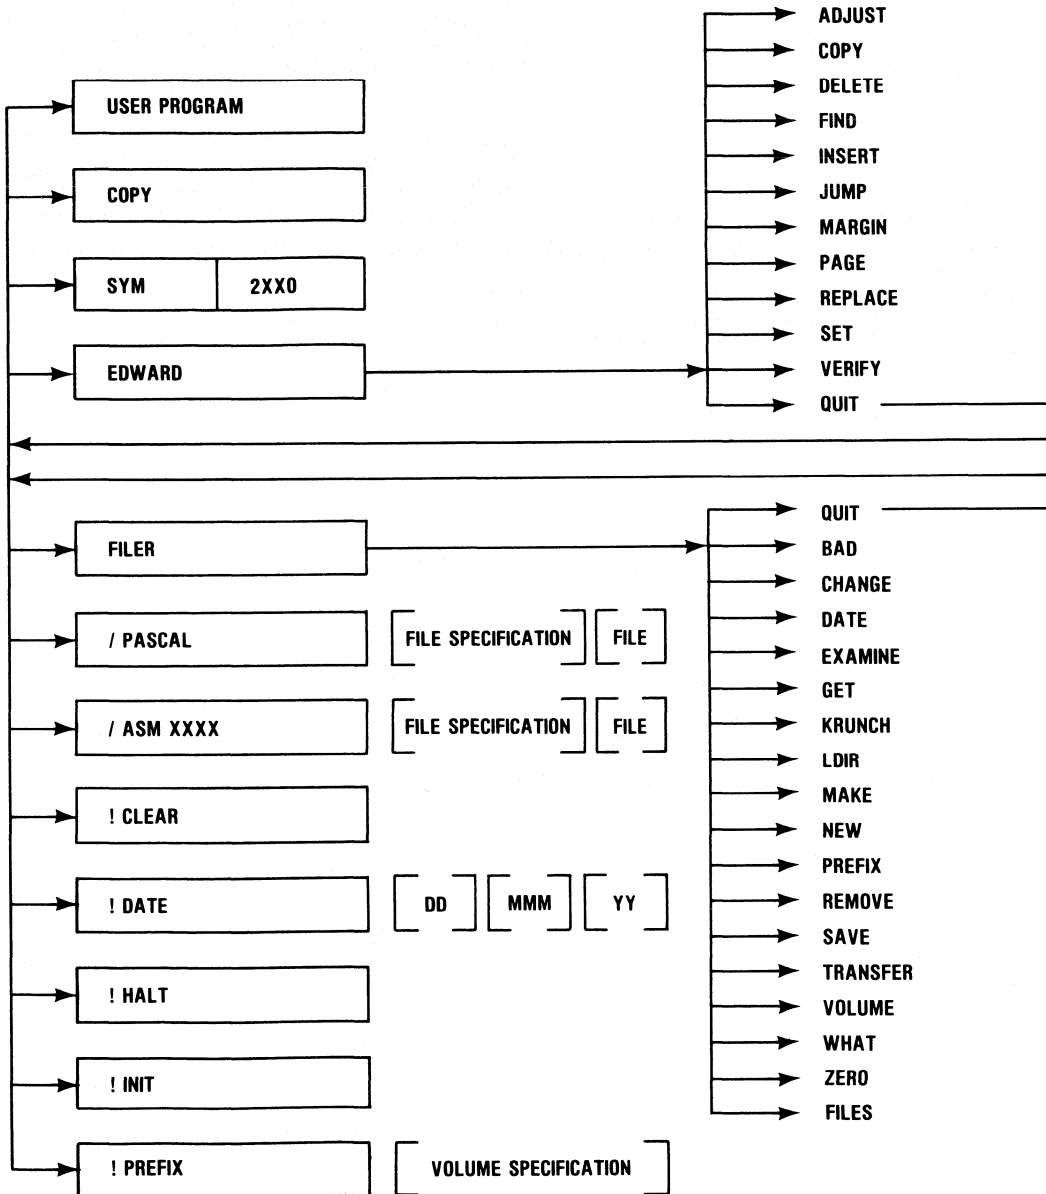 USER PROGRAM
COPY
SYM 2XX0
EDWARD
ADJUST
COPY
DELETE
FIND
INSERT
JUMP
MARGIN
PAGE
REPLACE
SET
VERIFY
QUIT
FILER
/ PASCAL FILE SPECIFICATION FILE
/ ASM XXXX FILE SPECIFICATION FILE
! CLEAR
! DATE DD MMM YY
! HALT
! INIT
! PREFIX VOLUME SPECIFICATION
QUIT
BAD
CHANGE
DATE
EXAMINE
GET
KRUNCH
LDIR
MAKE
NEW
PREFIX
REMOVE
SAVE
TRANSFER
VOLUME
WHAT
ZERO
FILES